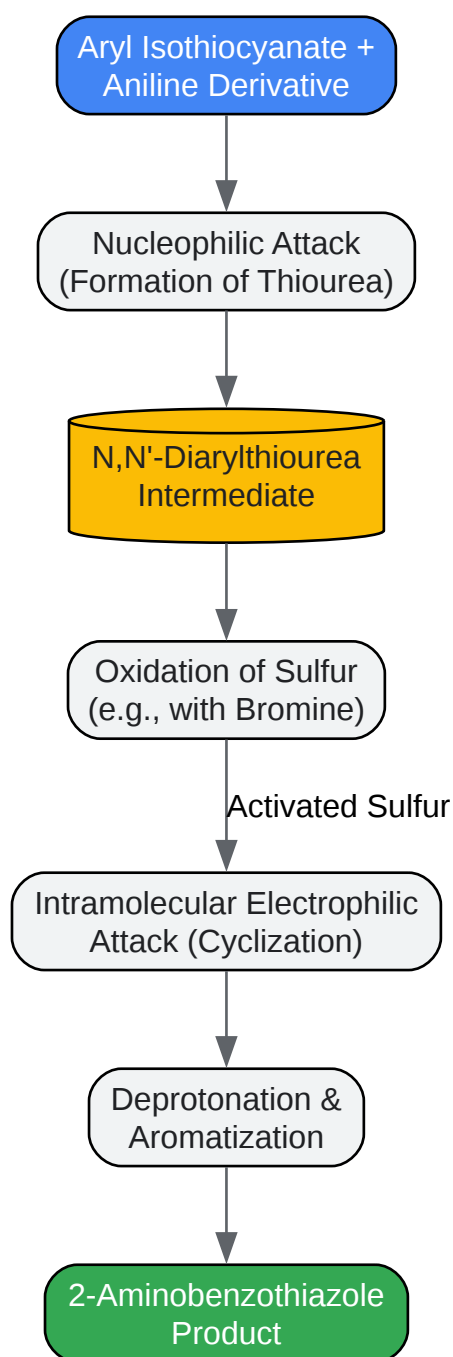 Aryl Isothiocyanate +
Aniline Derivative
Nucleophilic Attack
(Formation of Thiourea)
N,N'-Diarylthiourea
Intermediate
Oxidation of Sulfur
(e.g., with Bromine)
Activated Sulfur
Intramolecular Electrophilic
Attack (Cyclization)
Deprotonation &
Aromatization
2-Aminobenzothiazole
Product